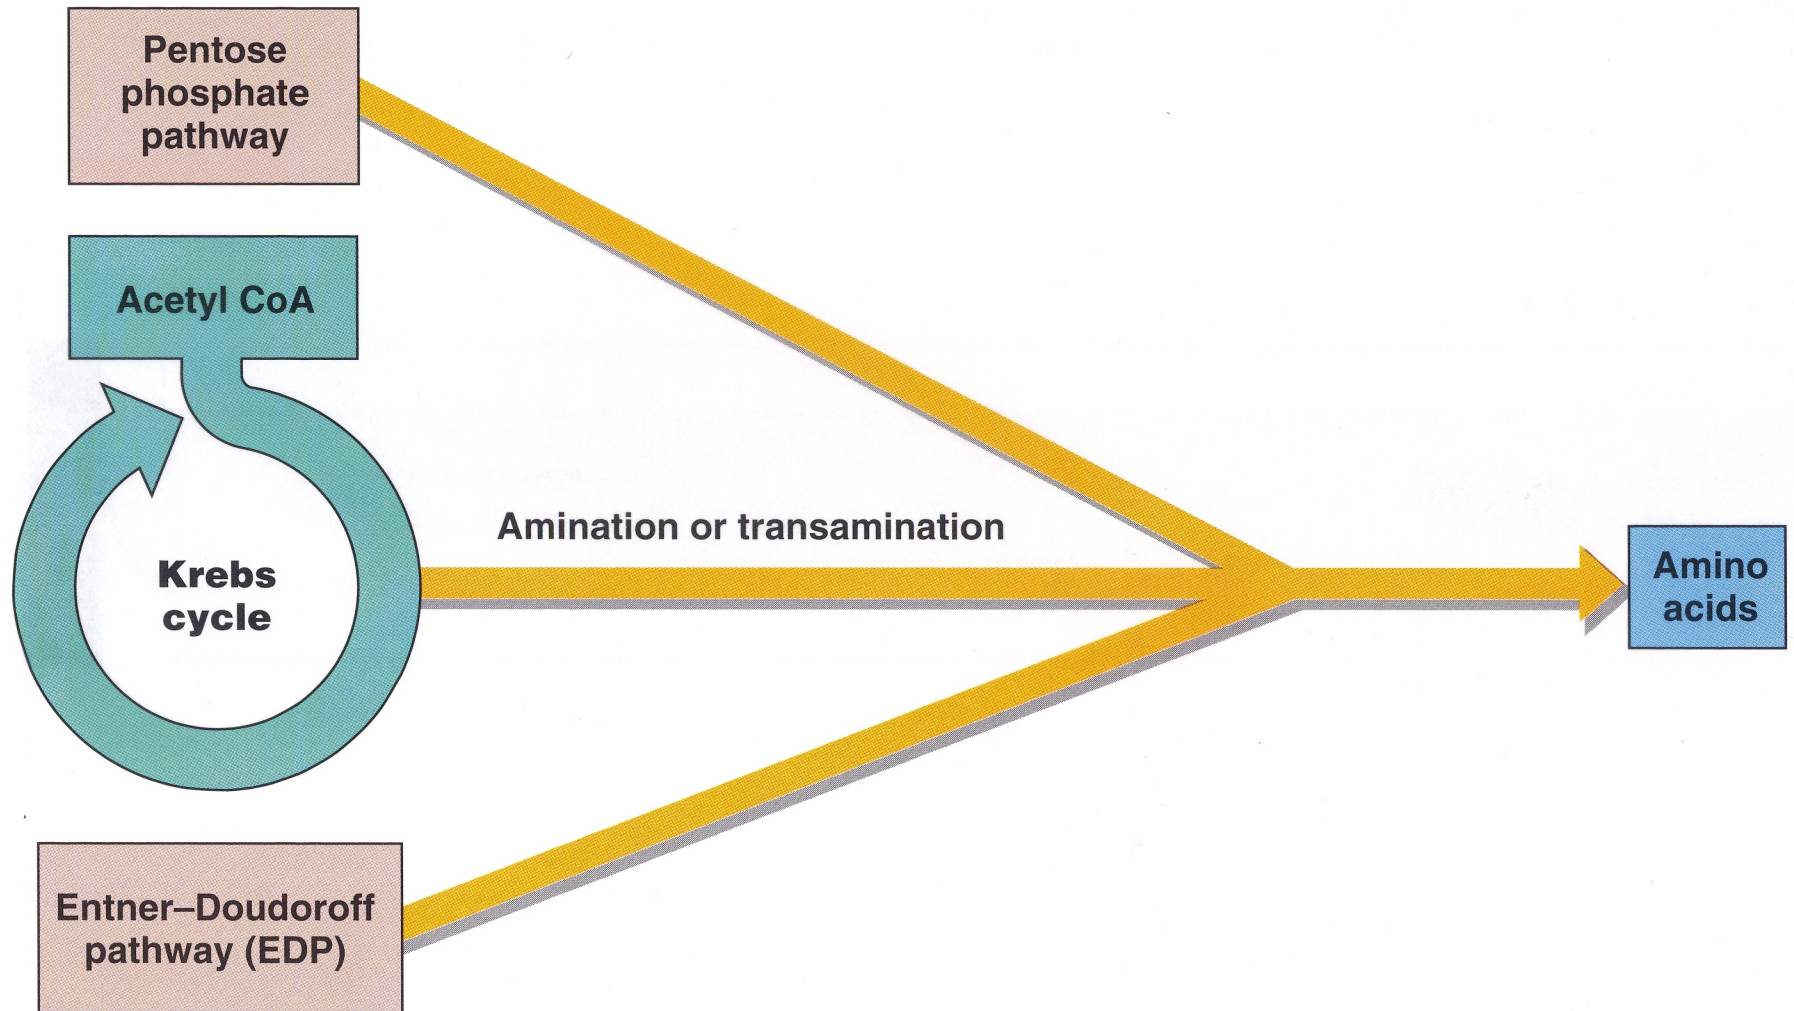 Pentose
phosphate
pathway
Acetyl CoA
Krebs
cycle
Amination or transamination
Amino
acids
Entner–Doudoroff
pathway (EDP)